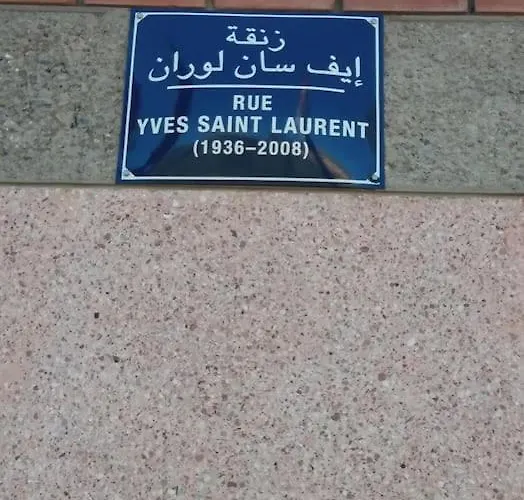 زنقة
إيف سان لوران
RUE
YVES SAINT LAURENT
(1936–2008)